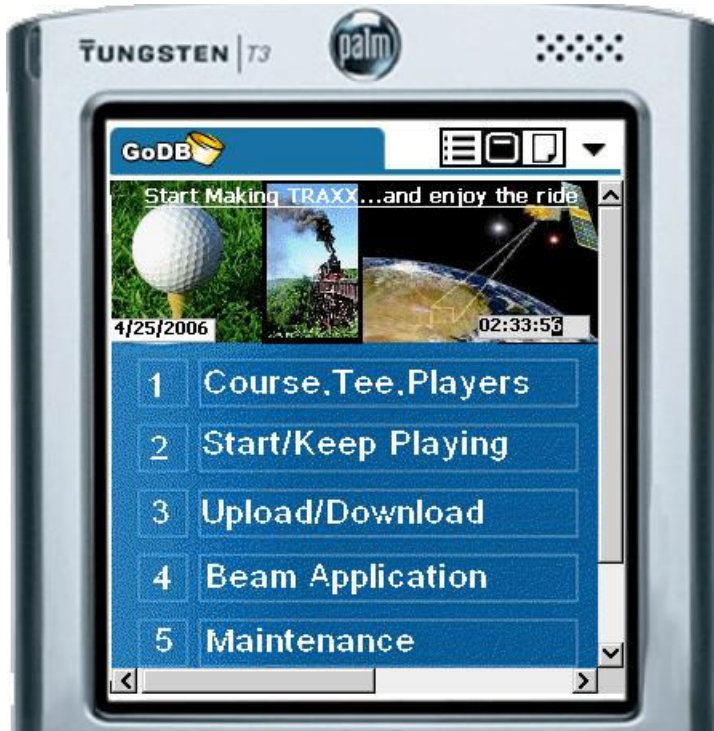 TUNGSTEN | T3
palm
GoDB
Start Making TRAXX...and enjoy the ride
4/25/2006
02:33:56
1 Course,Tee,Players
2 Start/Keep Playing
3 Upload/Download
4 Beam Application
5 Maintenance